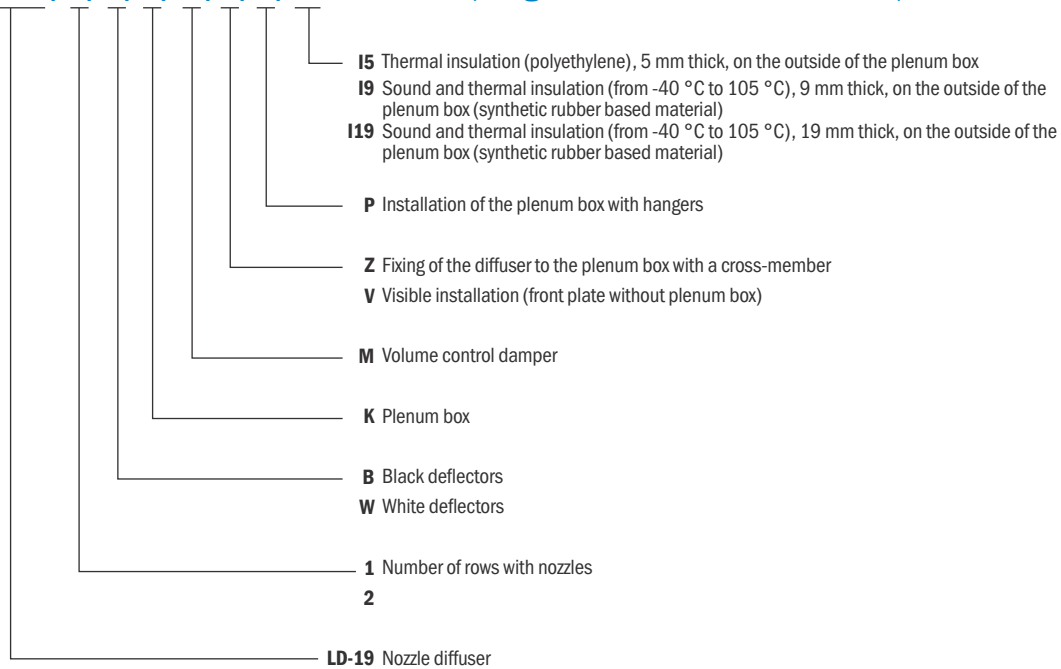 I5 Thermal insulation (polyethylene), 5 mm thick, on the outside of the plenum box
I9 Sound and thermal insulation (from -40 °C to 105 °C), 9 mm thick, on the outside of the
plenum box (synthetic rubber based material)
I19 Sound and thermal insulation (from -40 °C to 105 °C), 19 mm thick, on the outside of the
plenum box (synthetic rubber based material)
P Installation of the plenum box with hangers
Z Fixing of the diffuser to the plenum box with a cross-member
V Visible installation (front plate without plenum box)
M Volume control damper
K Plenum box
B Black deflectors
W White deflectors
1 Number of rows with nozzles
2
LD-19 Nozzle diffuser